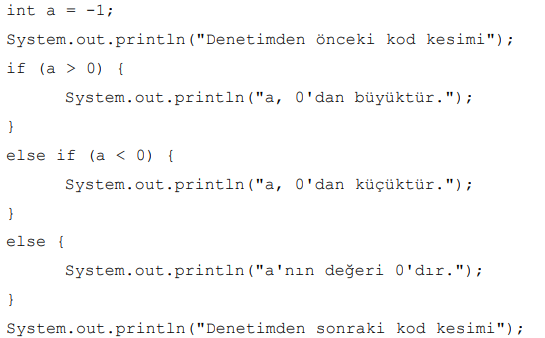 int a = -1;
System.out.println("Denetimden önceki kod kesimi");
if (a > 0) {
System.out.println("a, 0'dan büyüktür.");
}
else if (a < 0) {
System.out.println("a, 0'dan küçüktür.");
}
else {
System.out.println("a'nın değeri 0'dır.");
}
System.out.println("Denetimden sonraki kod kesimi");